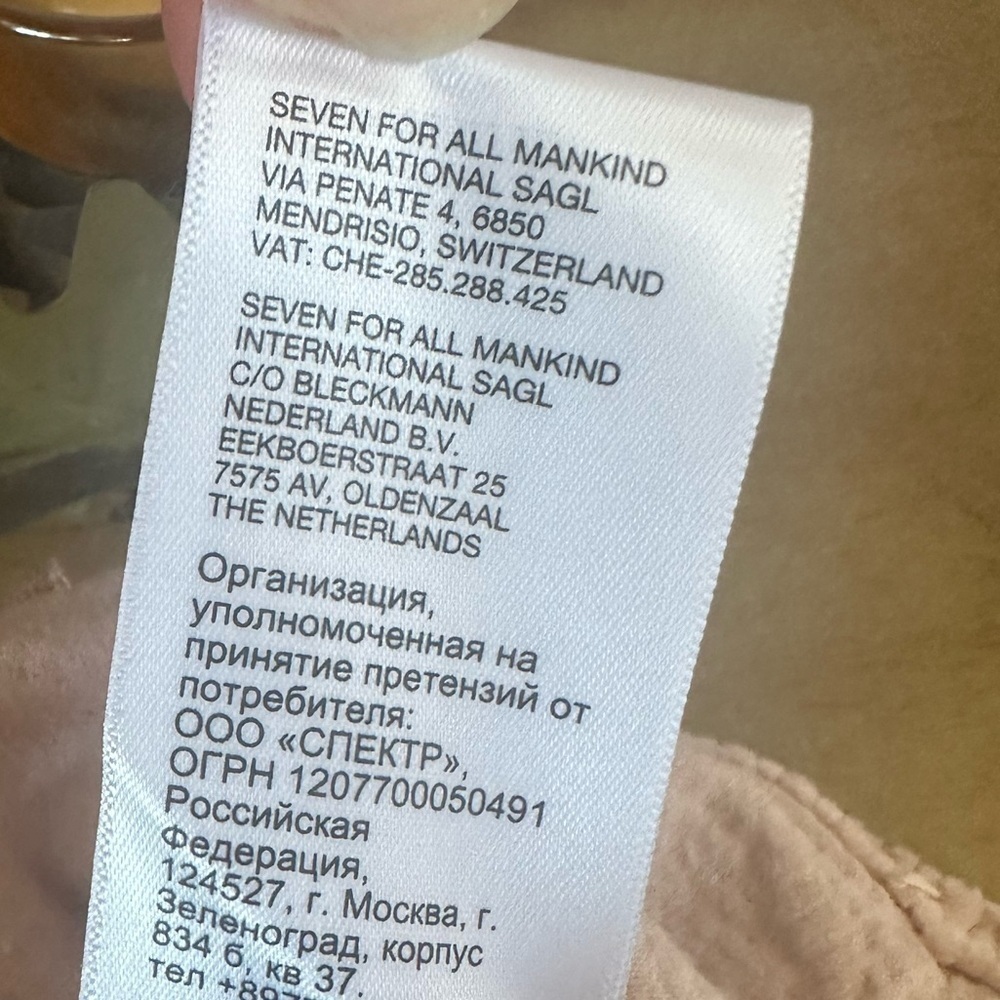 SEVEN FOR ALL MANKIND
INTERNATIONAL SAGL
VIA PENATE 4, 6850
MENDRISIO, SWITZERLAND
VAT: CHE-285.288.425
SEVEN FOR ALL MANKIND
INTERNATIONAL SAGL
C/O BLECKMANN
NEDERLAND B.V.
EEKBOERSTRAAT 25
7575 AV, OLDENZAAL
THE NETHERLANDS
Организация,
уполномоченная на
принятие претензий от
потребителя:
ООО «СПЕКТР»,
ОГРН 1207700050491
Российская
Федерация,
124527, г. Москва, г.
Зеленоград, корпус
834 б, кв 37.
тел